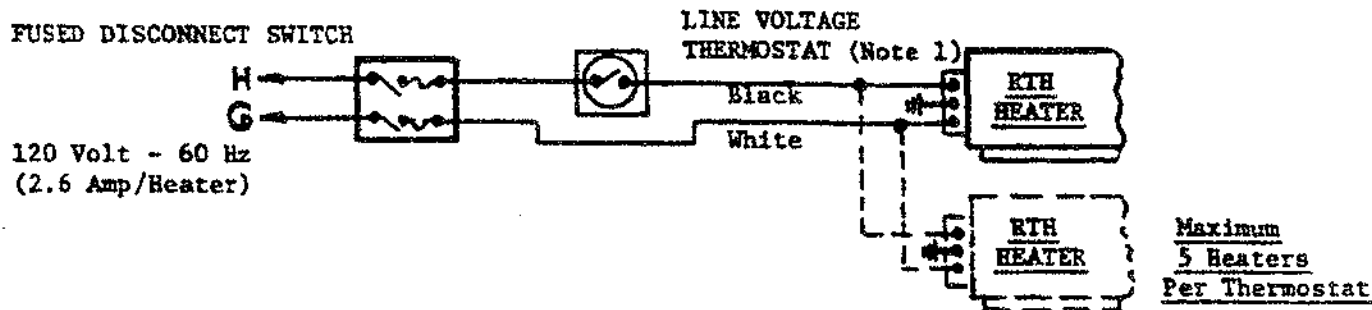 FUSED DISCONNECT SWITCH
LINE VOLTAGE
THERMOSTAT (Note 1)
H
G
120 Volt - 60 Hz
(2.6 Amp/Heater)
Black
White
RTH
HEATER
RTH
HEATER
Maximum
5 Heaters
Per Thermostat